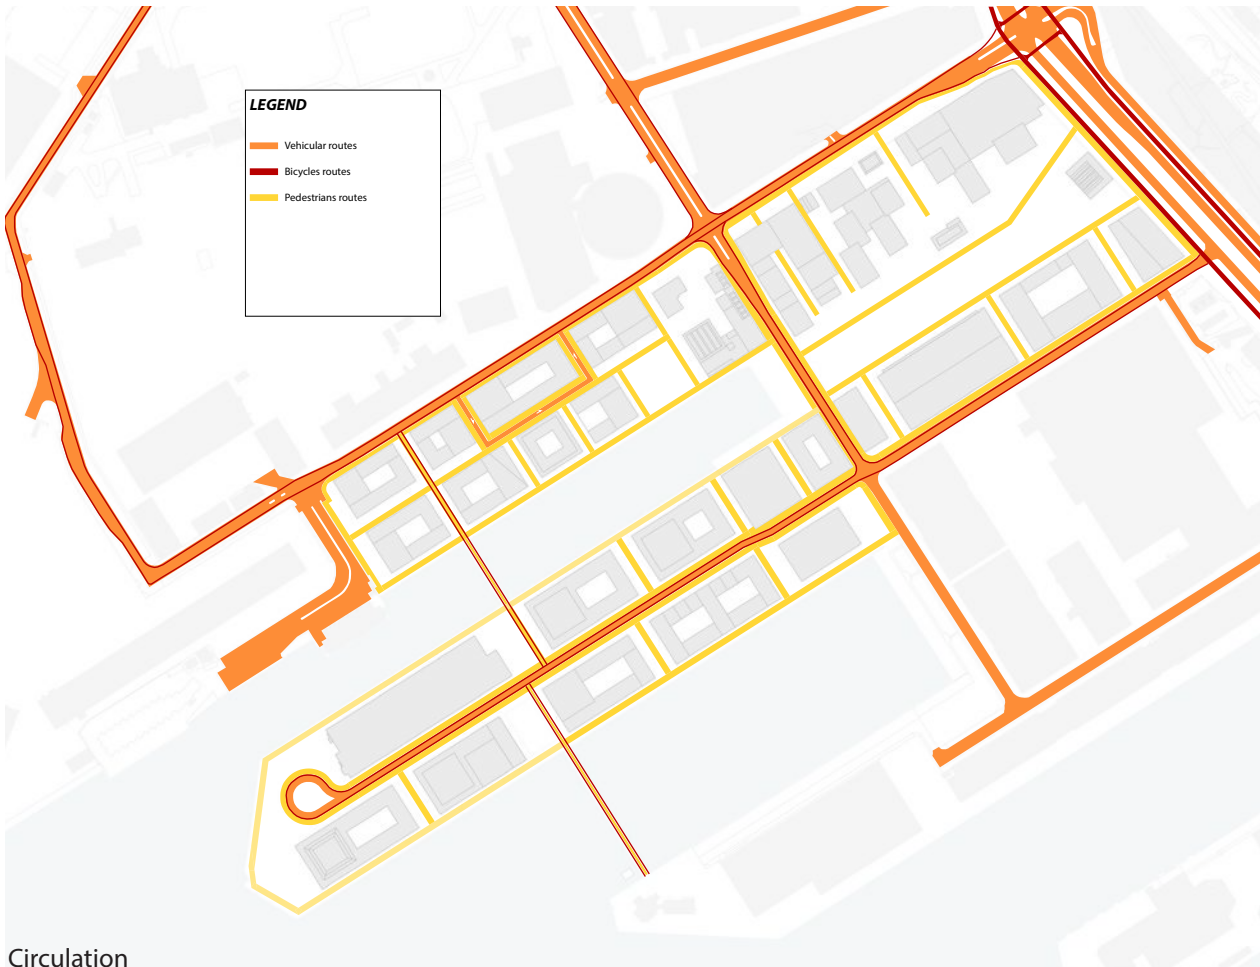 LEGEND
Vehicular routes
Bicycles routes
Pedestrians routes
Circulation